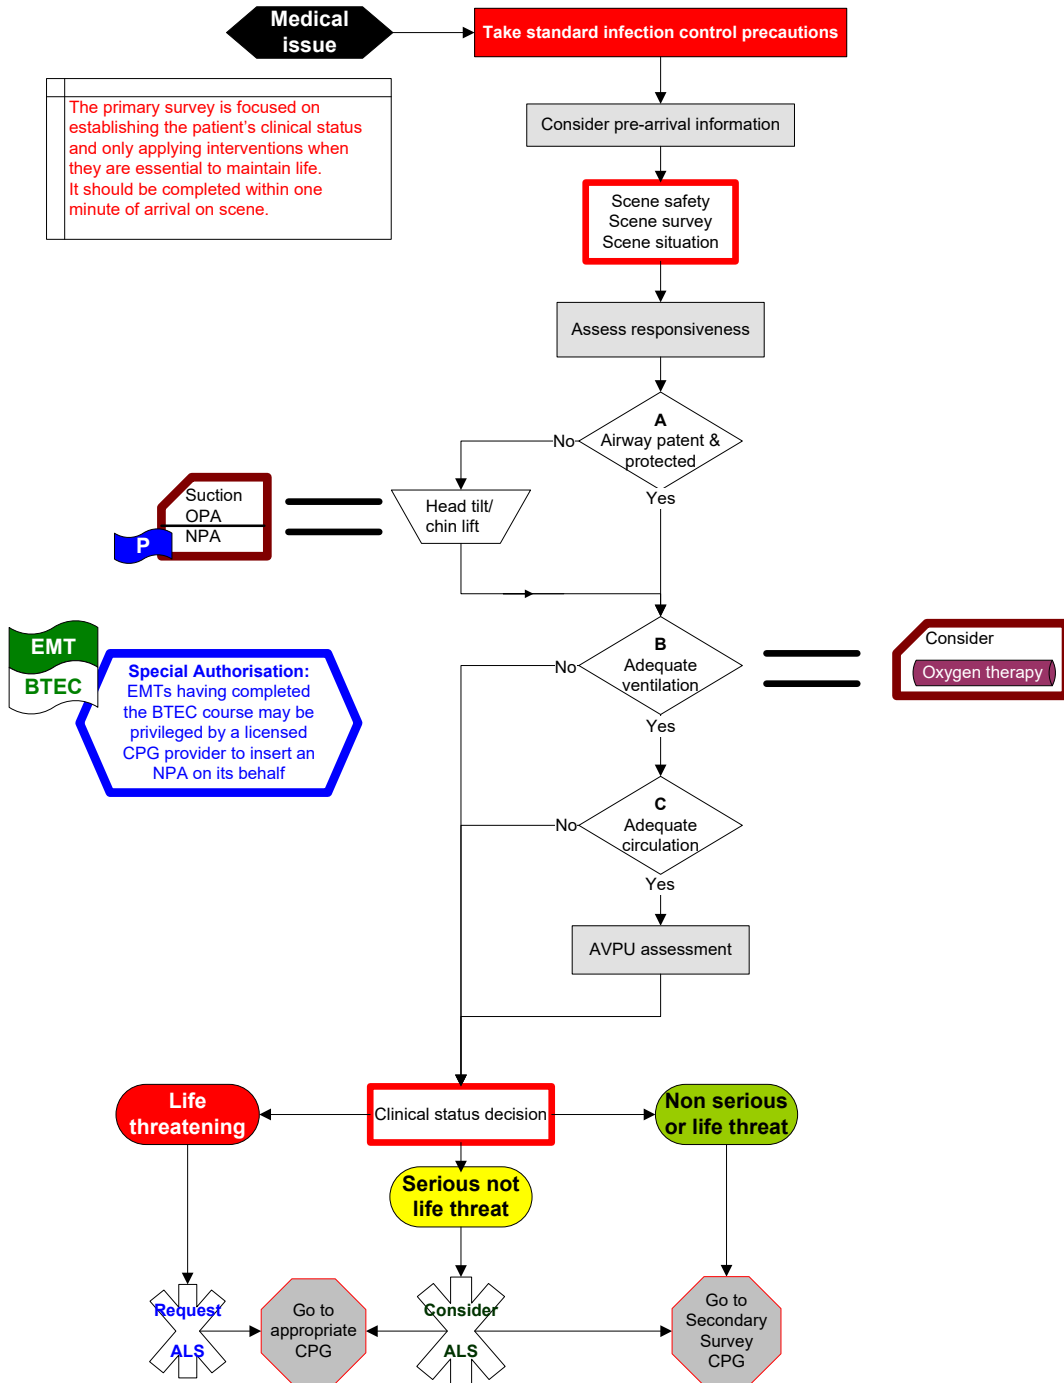 Medical
issue
Take standard infection control precautions
The primary survey is focused on
establishing the patient's clinical status
and only applying interventions when
they are essential to maintain life.
It should be completed within one
minute of arrival on scene.
Consider pre-arrival information
Scene safety
Scene survey
Scene situation
Assess responsiveness
A
Airway patent &
protected
No
Yes
Head tilt/
chin lift
Suction
OPA
NPA
P
EMT
BTEC
Special Authorisation:
EMTs having completed
the BTEC course may be
privileged by a licensed
CPG provider to insert an
NPA on its behalf
B
Adequate
ventilation
No
Yes
Consider
Oxygen therapy
C
Adequate
circulation
No
Yes
AVPU assessment
Clinical status decision
Life
threatening
Non serious
or life threat
Serious not
life threat
Request
ALS
Go to
appropriate
CPG
Consider
ALS
Go to
Secondary
Survey
CPG